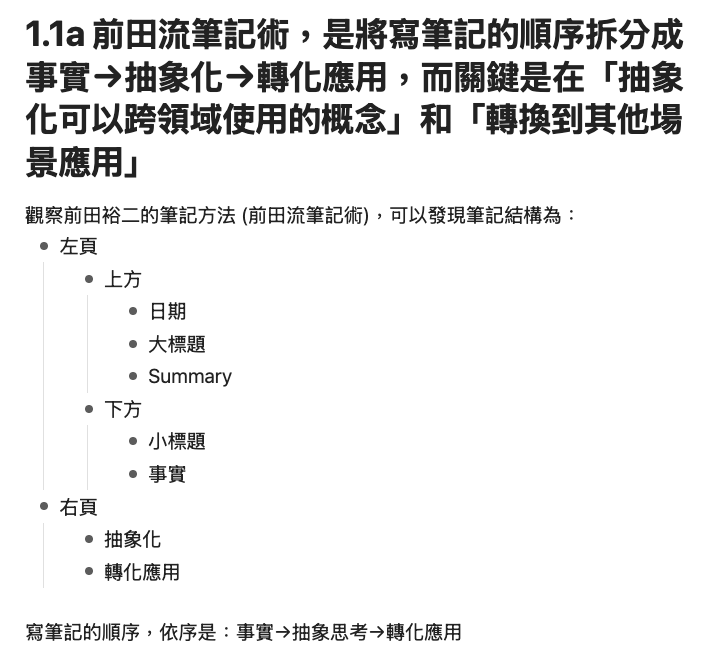 1.1a 前田流筆記術，是將寫筆記的順序拆分成
事實→抽象化→轉化應用，而關鍵是在「抽象
化可以跨領域使用的概念」和「轉換到其他場
景應用」
觀察前田裕二的筆記方法 (前田流筆記術)，可以發現筆記結構為：
左頁
上方
日期
大標題
Summary
下方
小標題
事實
右頁
抽象化
轉化應用
寫筆記的順序，依序是：事實→抽象思考→轉化應用